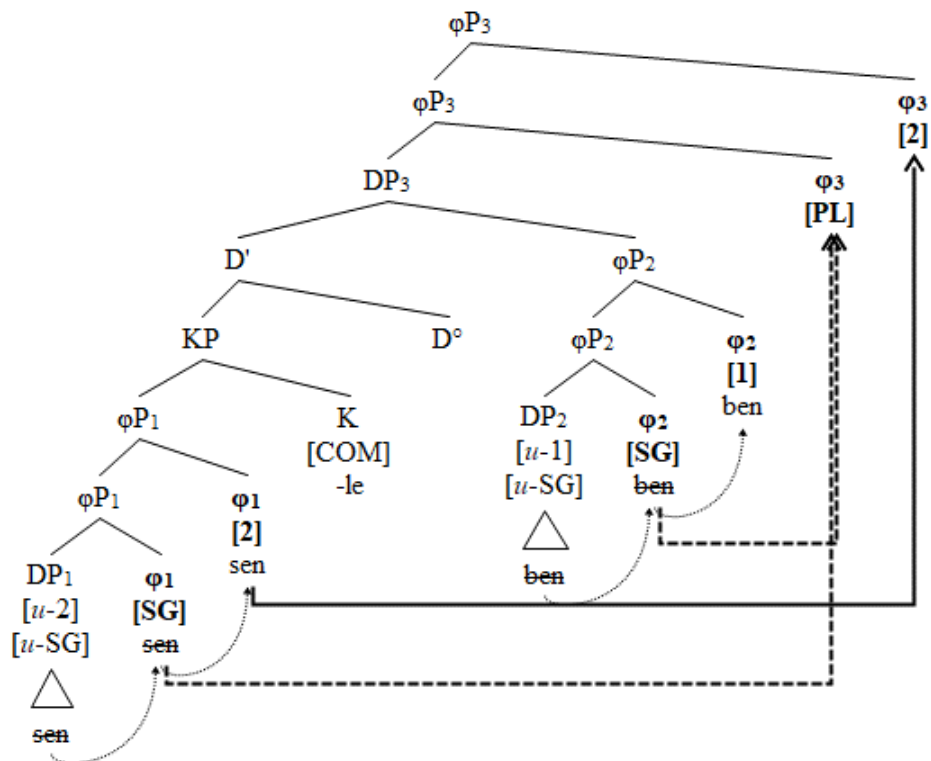 φP₃
φP₃ φ₃
[2]
DP₃ φ₃
[PL]
D' φP₂
KP D° φP₂ φ₂
[1]
ben
φP₁ K DP₂ φ₂
[COM] [u-1] [SG]
-le [u-SG] ben
φP₁ φ₁
[2]
sen
ben
DP₁ φ₁
[u-2] [SG]
[u-SG] sen
sen